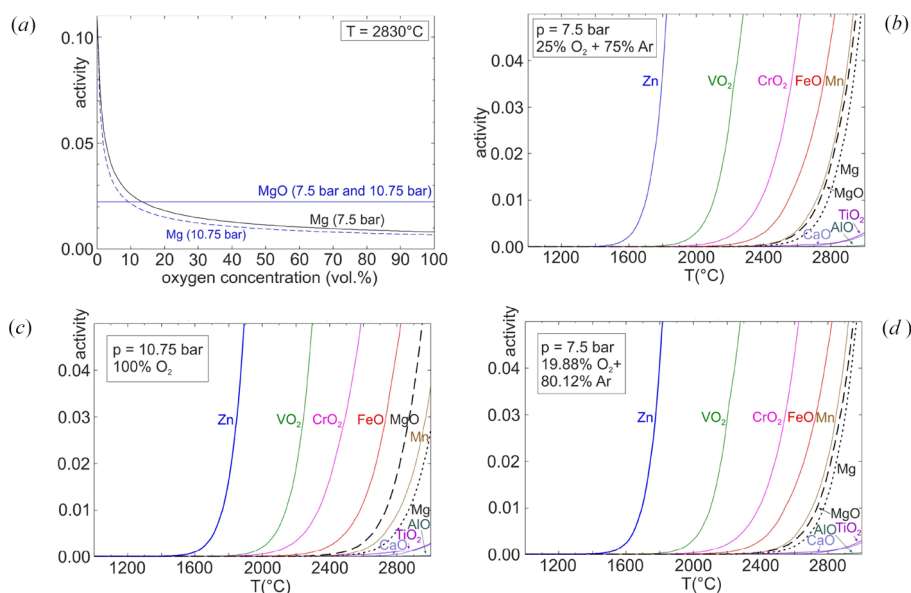 (a)
T = 2830°C
0.10
0.05
0.00
activity
MgO (7.5 bar and 10.75 bar)
Mg (7.5 bar)
Mg (10.75 bar)
0 10 20 30 40 50 60 70 80 90 100
oxygen concentration (vol.%)
(b)
p = 7.5 bar
25% O₂ + 75% Ar
0.04
0.03
0.02
0.01
0.00
activity
Zn
VO₂
CrO₂
FeO
Mn
Mg
MgO
TiO₂
AlO
CaO
1200 1600 2000 2400 2800
T(°C)
(c)
p = 10.75 bar
100% O₂
0.04
0.03
0.02
0.01
0.00
activity
Zn
VO₂
CrO₂
FeO
MgO
Mn
Mg
AlO
TiO₂
CaO
1200 1600 2000 2400 2800
T(°C)
(d)
p = 7.5 bar
19.88% O₂+
80.12% Ar
0.04
0.03
0.02
0.01
0.00
activity
Zn
VO₂
CrO₂
FeO
Mn
Mg
MgO
AlO
TiO₂
CaO
1200 1600 2000 2400 2800
T(°C)